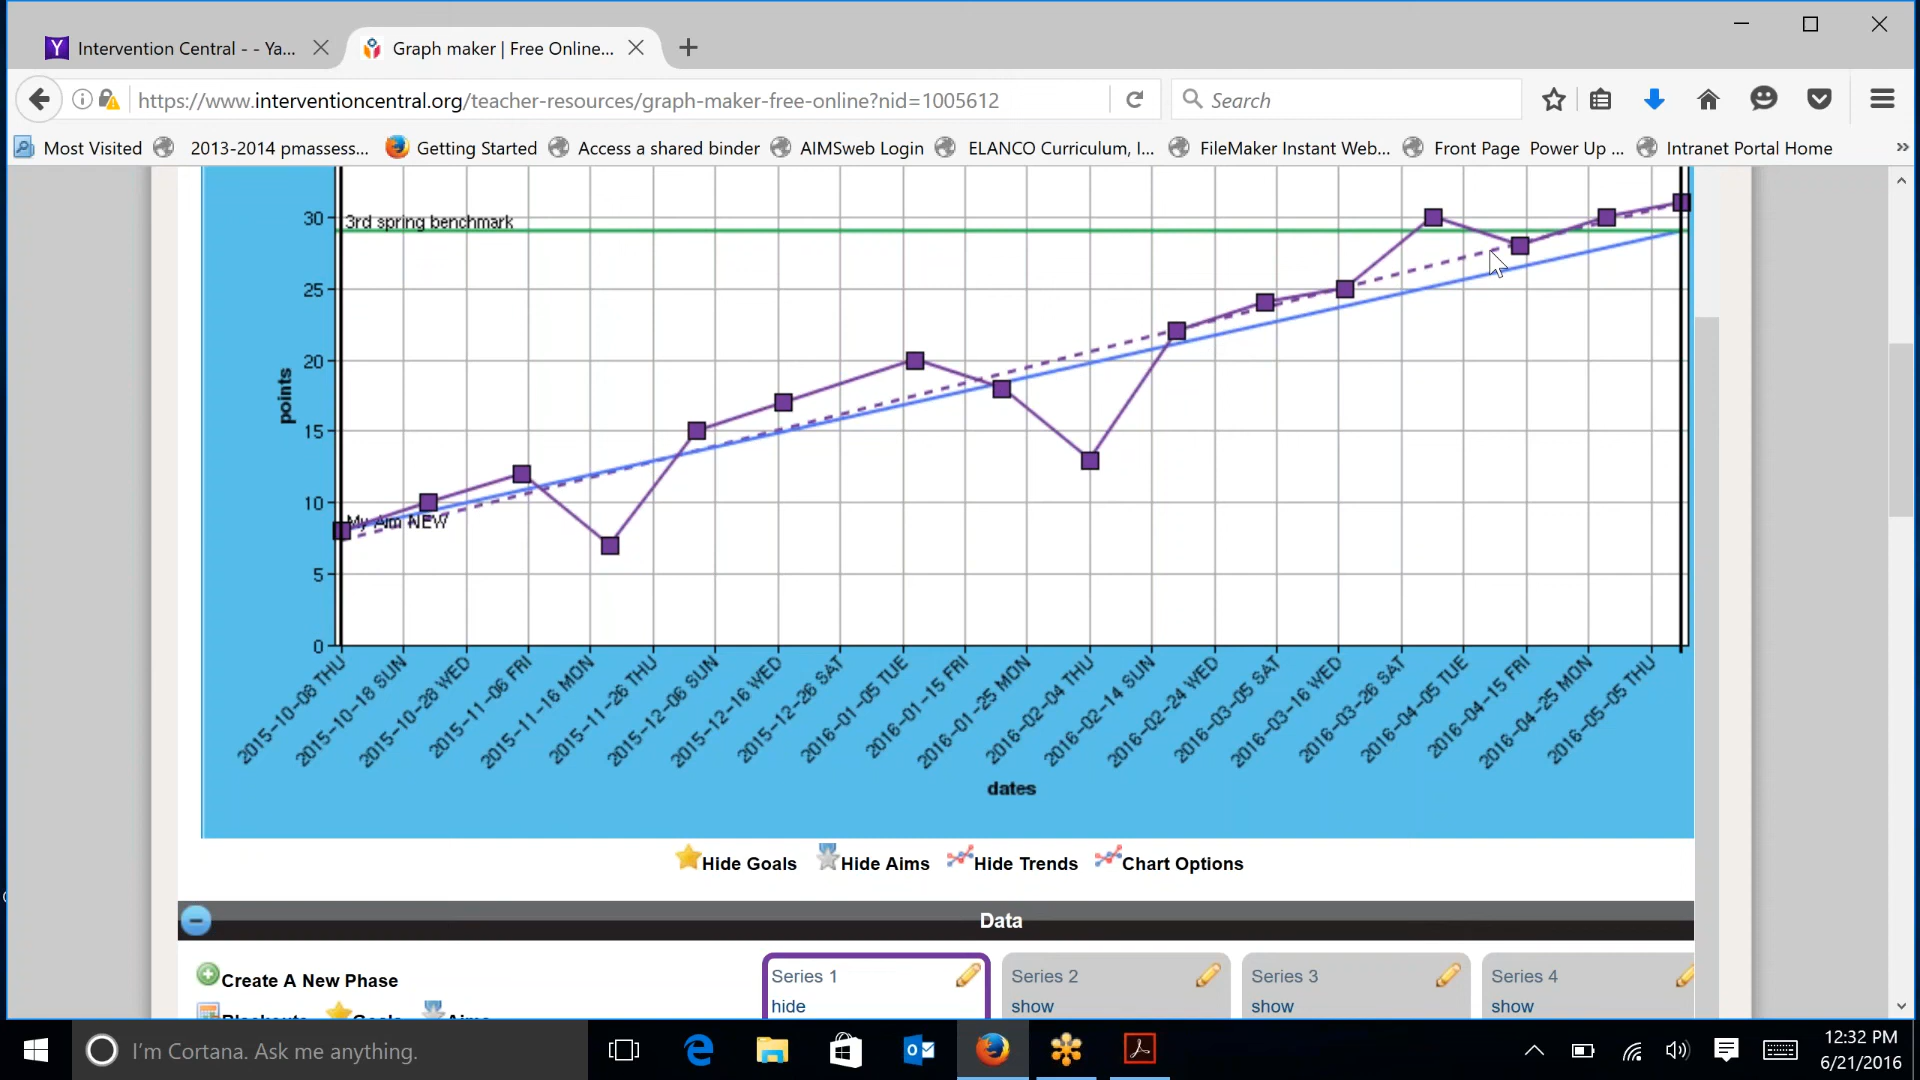 Intervention Central - - Ya...
Graph maker | Free Online...
https://www.interventioncentral.org/teacher-resources/graph-maker-free-online?nid=1005612
Search
Most Visited
2013-2014 pmassess...
Getting Started
Access a shared binder
AIMSweb Login
ELANCO Curriculum, I...
FileMaker Instant Web...
Front Page Power Up ...
Intranet Portal Home
30
3rd spring benchmark
25
20
15
10
My Aim NEW
5
0
points
2015-10-08 THU
2015-10-18 SUN
2015-10-28 WED
2015-11-06 FRI
2015-11-16 MON
2015-11-26 THU
2015-12-06 SUN
2015-12-16 WED
2015-12-26 SAT
2016-01-05 TUE
2016-01-15 FRI
2016-01-25 MON
2016-02-04 THU
2016-02-14 SUN
2016-02-24 WED
2016-03-05 SAT
2016-03-16 WED
2016-03-26 SAT
2016-04-05 TUE
2016-04-15 FRI
2016-04-25 MON
2016-05-05 THU
dates
Hide Goals
Hide Aims
Hide Trends
Chart Options
Data
Create A New Phase
Series 1
hide
Series 2
show
Series 3
show
Series 4
show
Blackouts
Goals
Aims
I'm Cortana. Ask me anything.
12:32 PM
6/21/2016